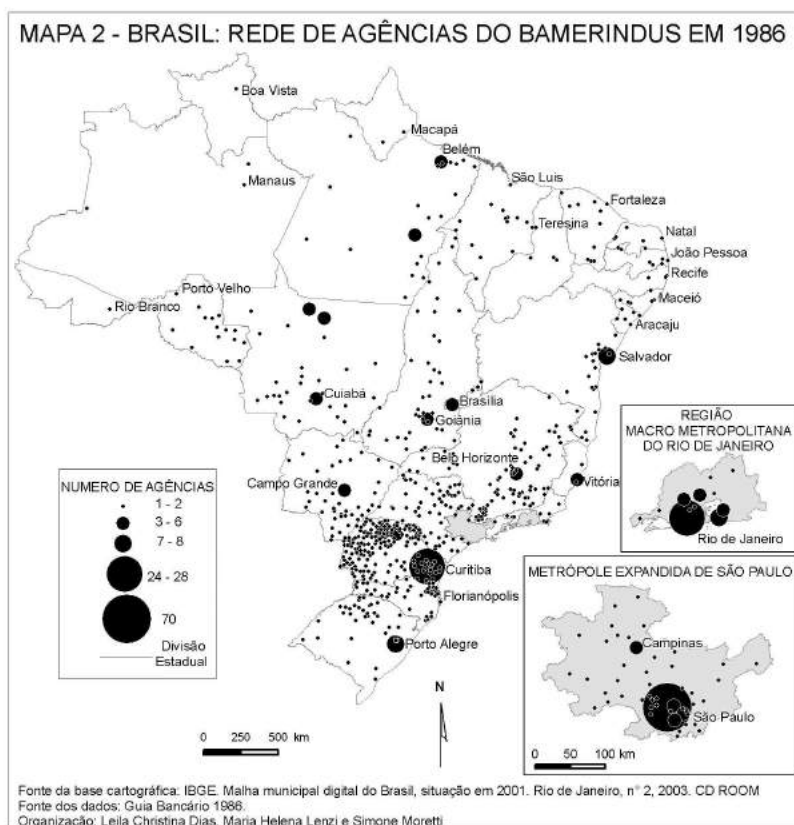 MAPA 2 - BRASIL: REDE DE AGÊNCIAS DO BAMERINDUS EM 1986
Boa Vista
Macapá
Belém
São Luis
Manaus
Fortaleza
Teresina
Natal
João Pessoa
Recife
Porto Velho
Rio Branco
Maceió
Aracaju
Salvador
Cuiabá
Brasília
Goiânia
Belo Horizonte
Vitória
Campo Grande
Curitiba
Florianópolis
Porto Alegre
NUMERO DE AGÊNCIAS
1 - 2
3 - 6
7 - 8
24 - 28
70
Divisão
Estadual
REGIÃO
MACRO METROPOLITANA
DO RIO DE JANEIRO
Rio de Janeiro
METRÓPOLE EXPANDIDA DE SÃO PAULO
Campinas
São Paulo
0 50 100 km
N
0 250 500 km
Fonte da base cartográfica: IBGE. Malha municipal digital do Brasil, situação em 2001. Rio de Janeiro, n° 2, 2003. CD ROOM
Fonte dos dados: Guia Bancário 1986.
Organização: Leila Christina Dias, Maria Helena Lenzi e Simone Moretti